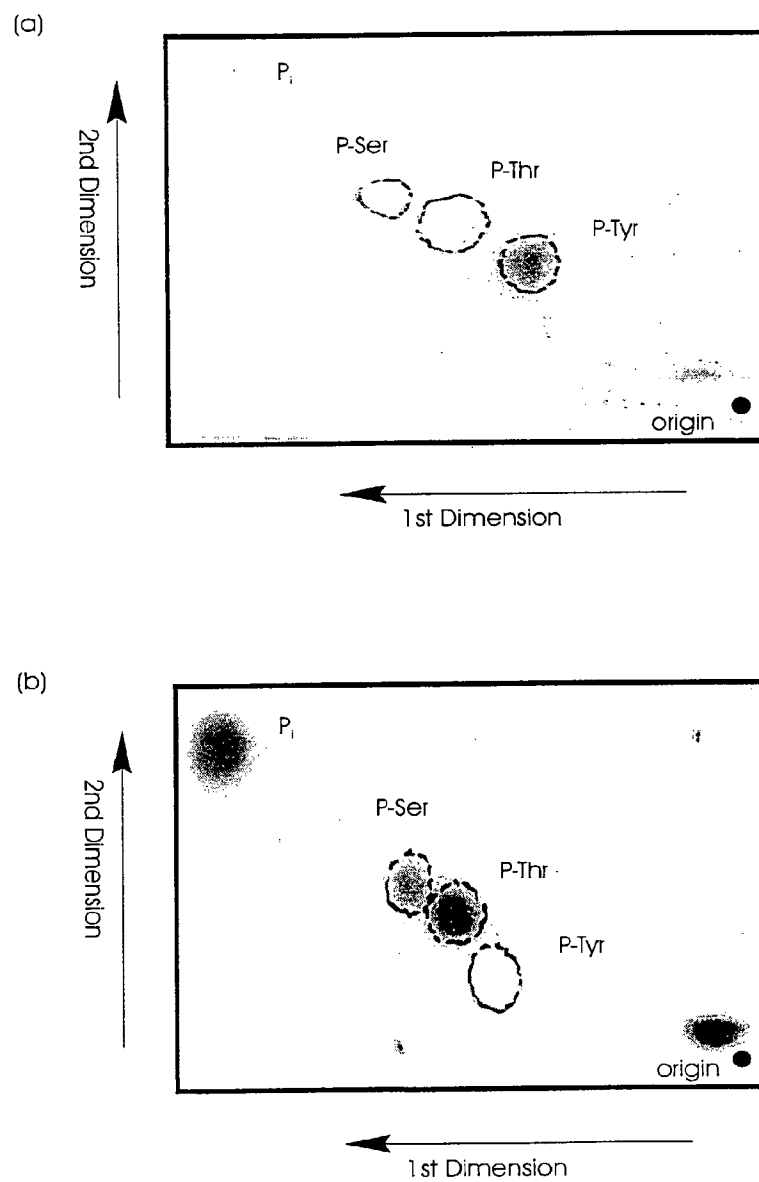 (a)
Pi
P-Ser
P-Thr
P-Tyr
2nd Dimension
origin
1st Dimension
(b)
Pi
P-Ser
P-Thr
P-Tyr
2nd Dimension
origin
1st Dimension